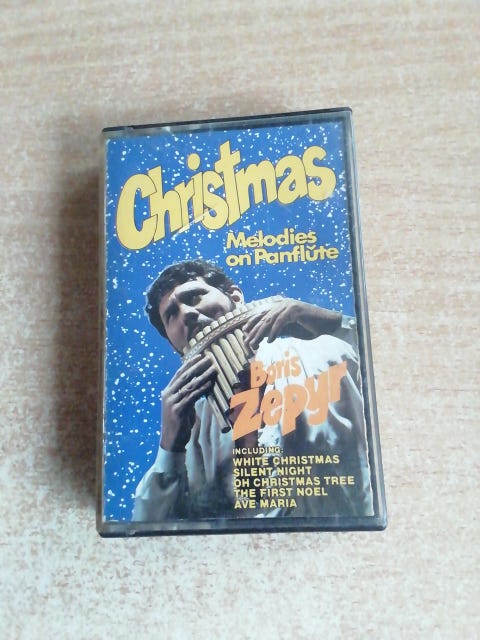 Christmas
Melodies
on Panflute
Boris
Zepyr
INCLUDING:
WHITE CHRISTMAS
SILENT NIGHT
OH CHRISTMAS TREE
THE FIRST NOEL
AVE MARIA